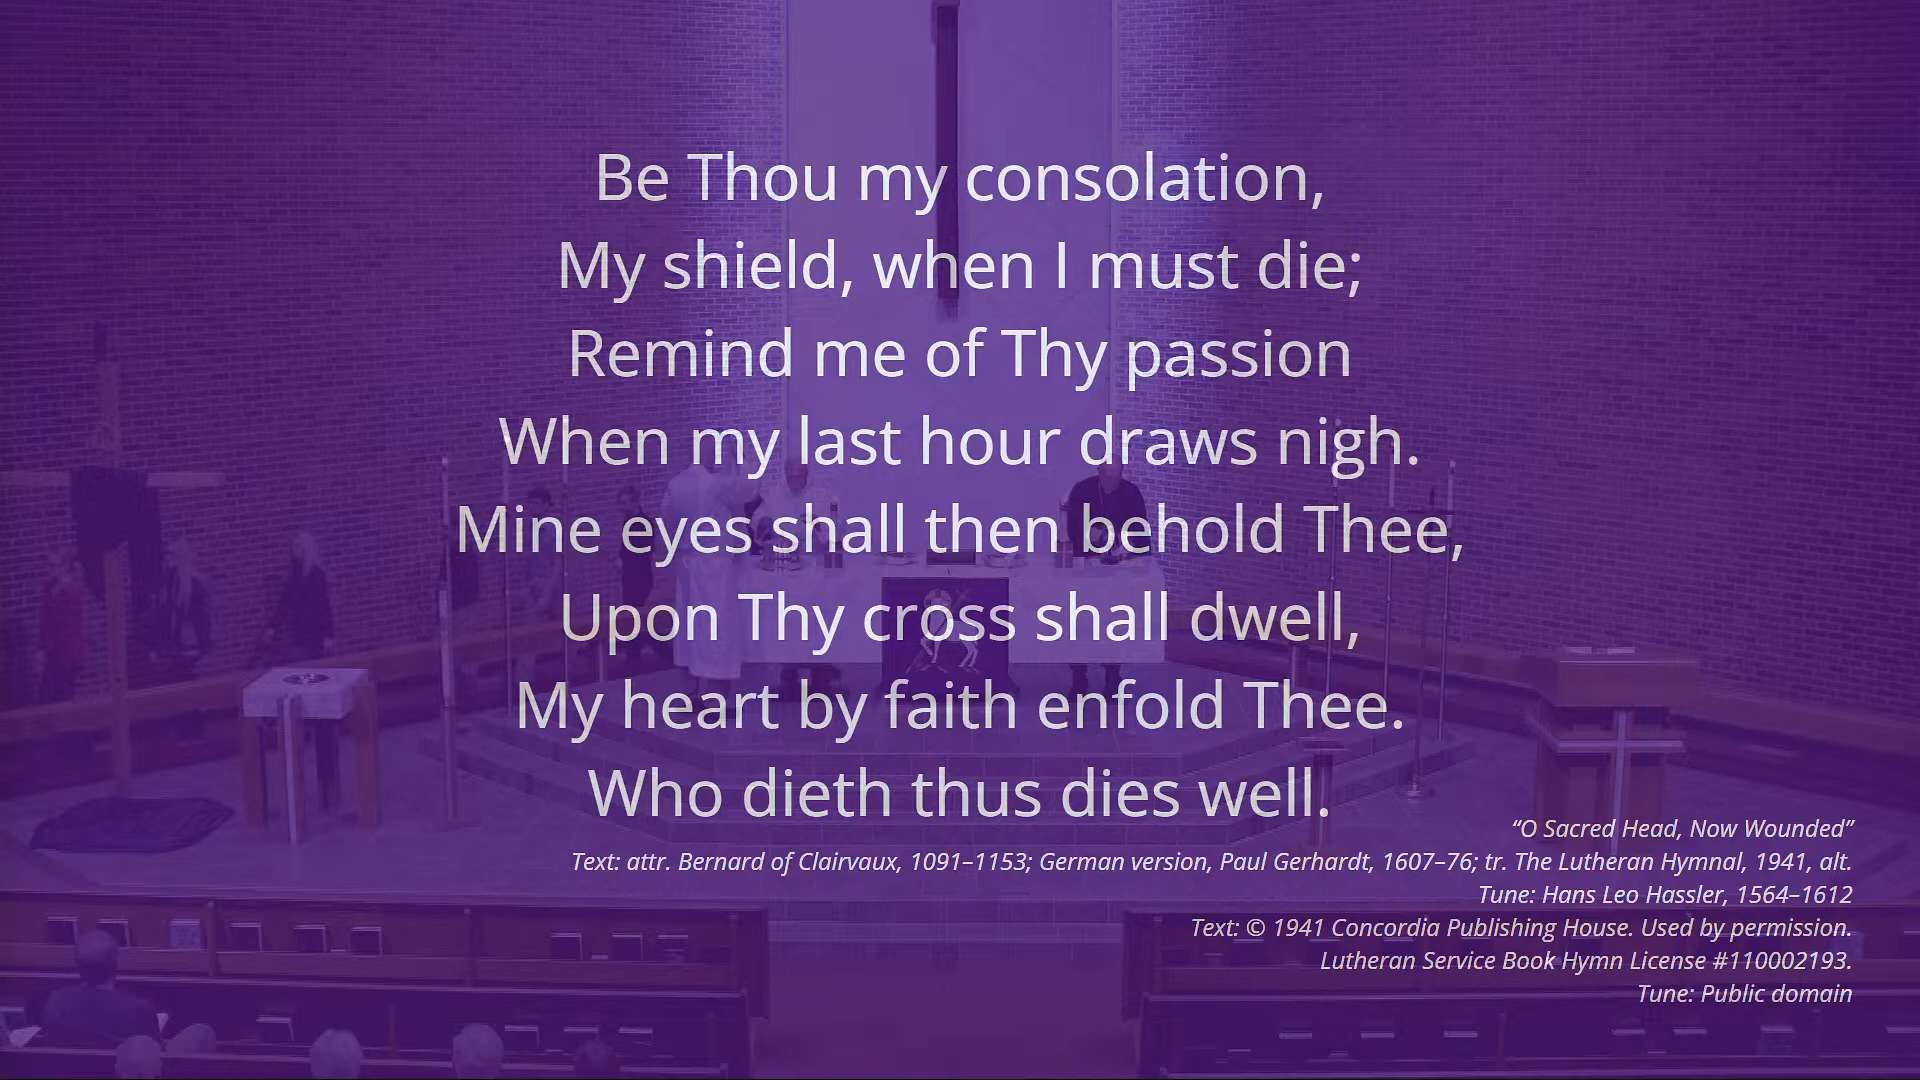 Be Thou my consolation,
My shield, when I must die;
Remind me of Thy passion
When my last hour draws nigh.
Mine eyes shall then behold Thee,
Upon Thy cross shall dwell,
My heart by faith enfold Thee.
Who dieth thus dies well.
“O Sacred Head, Now Wounded”
Text: attr. Bernard of Clairvaux, 1091–1153; German version, Paul Gerhardt, 1607–76; tr. The Lutheran Hymnal, 1941, alt.
Tune: Hans Leo Hassler, 1564–1612
Text: © 1941 Concordia Publishing House. Used by permission.
Lutheran Service Book Hymn License #110002193.
Tune: Public domain